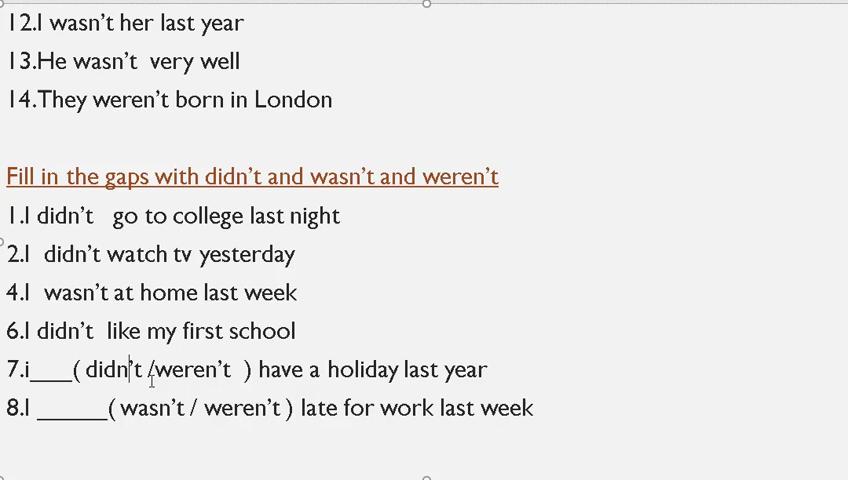 12.I wasn’t her last year
13.He wasn’t  very well
14.They weren’t born in London
Fill in the gaps with didn’t and wasn’t and weren’t
1.I didn’t   go to college last night
2.I  didn’t watch tv yesterday
4.I  wasn’t at home last week
6.I didn’t  like my first school
7.i___( didn’t /weren’t  ) have a holiday last year
8.I _____( wasn’t / weren’t ) late for work last week